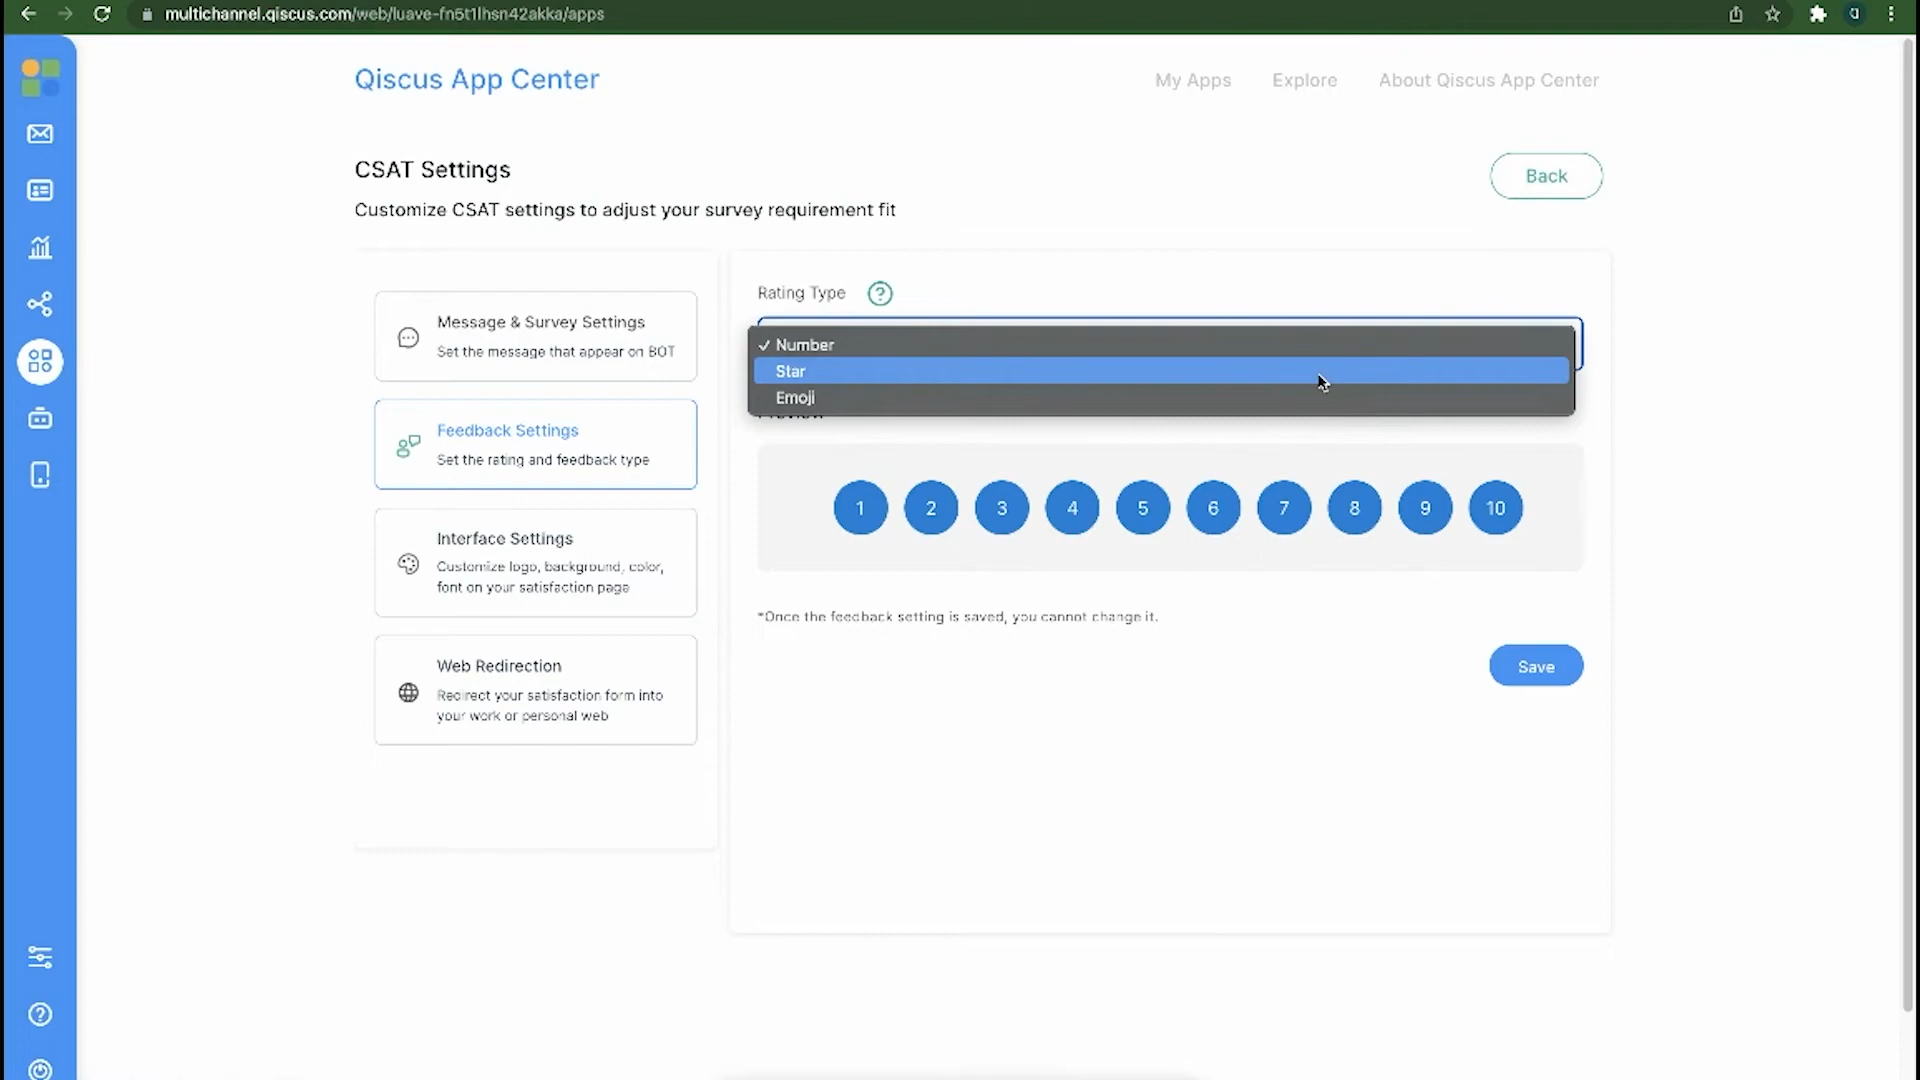 multichannel.qiscus.com/web/luave-fn5t1lhsn42akka/apps
Qiscus App Center
My Apps
Explore
About Qiscus App Center
CSAT Settings
Back
Customize CSAT settings to adjust your survey requirement fit
Message & Survey Settings
Set the message that appear on BOT
Feedback Settings
Set the rating and feedback type
Interface Settings
Customize logo, background, color,
font on your satisfaction page
Web Redirection
Redirect your satisfaction form into
your work or personal web
Rating Type ?
✓ Number
Star
Emoji
Preview
1 2 3 4 5 6 7 8 9 10
*Once the feedback setting is saved, you cannot change it.
Save